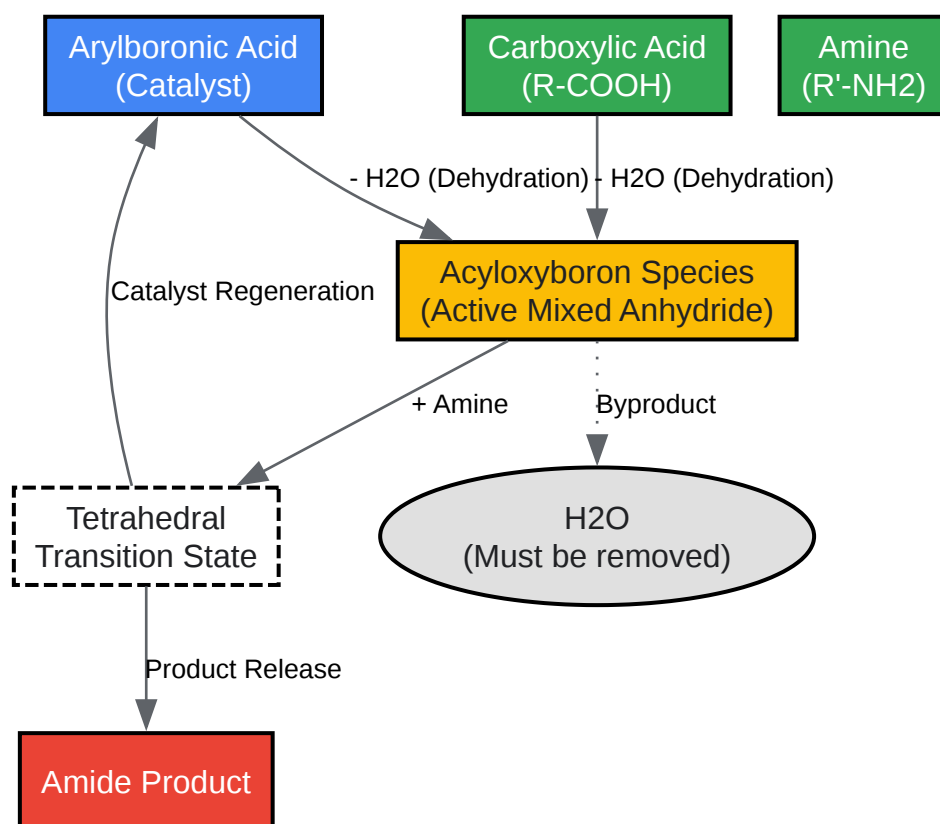 Arylboronic Acid
(Catalyst)
Carboxylic Acid
(R-COOH)
Amine
(R'-NH2)
- H2O (Dehydration)
- H2O (Dehydration)
Acyloxyboron Species
(Active Mixed Anhydride)
Catalyst Regeneration
+ Amine
Byproduct
Tetrahedral
Transition State
H2O
(Must be removed)
Product Release
Amide Product